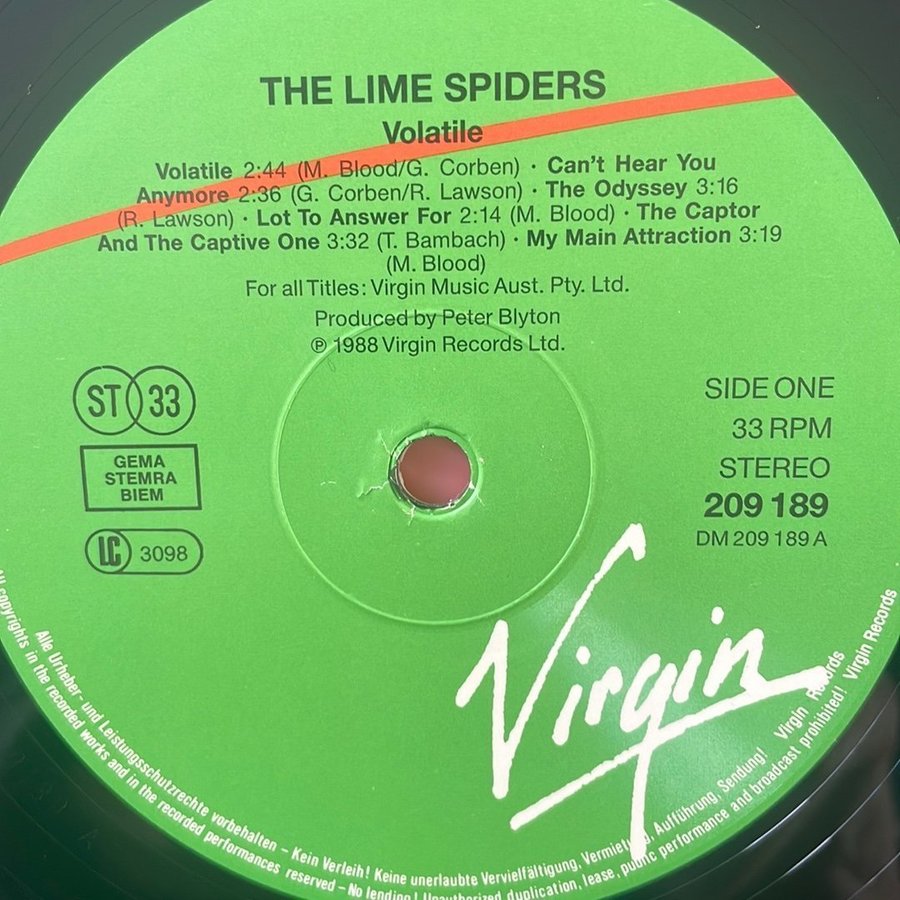 THE LIME SPIDERS
Volatile
Volatile 2:44 (M. Blood/G. Corben) · Can't Hear You
Anymore 2:36 (G. Corben/R. Lawson) · The Odyssey 3:16
(R. Lawson) · Lot To Answer For 2:14 (M. Blood) · The Captor
And The Captive One 3:32 (T. Bambach) · My Main Attraction 3:19
(M. Blood)
For all Titles: Virgin Music Aust. Pty. Ltd.
Produced by Peter Blyton
℗ 1988 Virgin Records Ltd.
ST 33
GEMA
STEMRA
BIEM
LC 3098
SIDE ONE
33 RPM
STEREO
209 189
DM 209 189 A
Virgin
Alle Urheber- und Leistungsschutzrechte vorbehalten – Kein Verleih! Keine unerlaubte Vervielfältigung, Vermietung, Aufführung, Sendung! Virgin Records
All copyrights in the recorded works and in the recorded performances reserved – No lending! Unauthorized duplication, lease, public performance and broadcast prohibited! Virgin Records